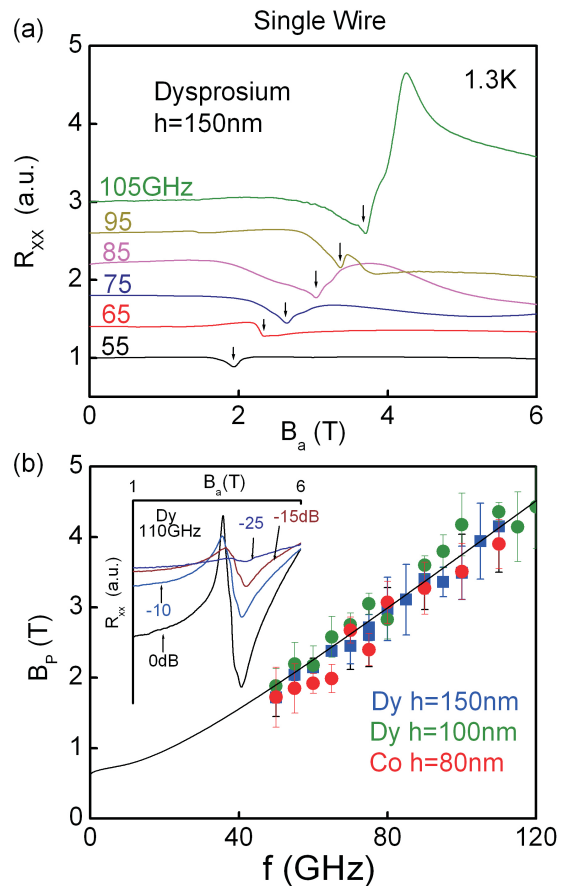 Single Wire
(a)
5
4
3
2
1
R_XX (a.u.)
Dysprosium
h=150nm
1.3K
105GHz
95
85
75
65
55
0
2
4
6
B_a (T)
(b)
5
4
3
2
1
0
B_P (T)
B_a(T)
1
6
Dy
110GHz
-25
-15dB
-10
0dB
R_xx (a.u.)
Dy h=150nm
Dy h=100nm
Co h=80nm
0
40
80
120
f (GHz)